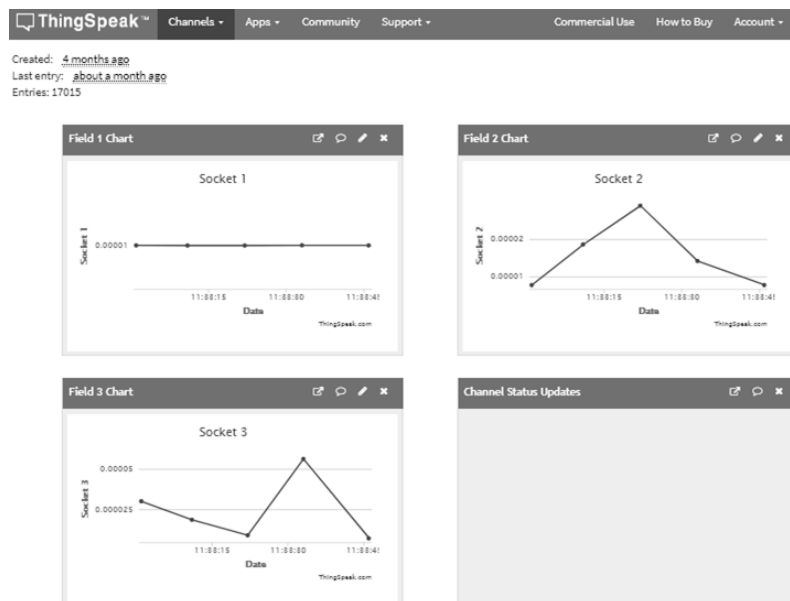 ThingSpeak™ Channels Apps Community Support Commercial Use How to Buy Account
Created: 4 months ago
Last entry: about a month ago
Entries: 17015
Field 1 Chart
Socket 1
Socket 1
0.00001
11:88:15 11:88:80
Date
ThingSpeak.com
Field 2 Chart
Socket 2
Socket 2
0.00002
0.00001
11:88:15 11:88:80
Date
ThingSpeak.com
Field 3 Chart
Socket 3
Socket 3
0.00005
0.000025
11:88:15 11:88:80
Date
ThingSpeak.com
Channel Status Updates